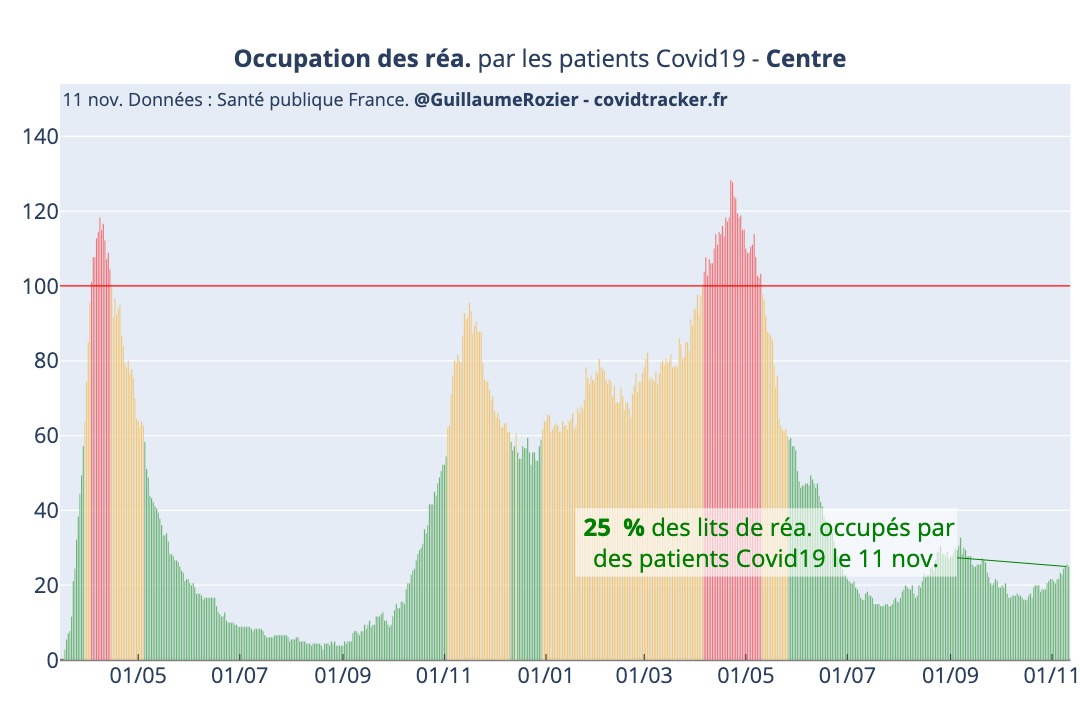 Occupation des réa. par les patients Covid19 - Centre
11 nov. Données : Santé publique France. @GuillaumeRozier - covidtracker.fr
140
120
100
80
60
40
20
0
25 % des lits de réa. occupés par
des patients Covid19 le 11 nov.
01/05 01/07 01/09 01/11 01/01 01/03 01/05 01/07 01/09 01/11